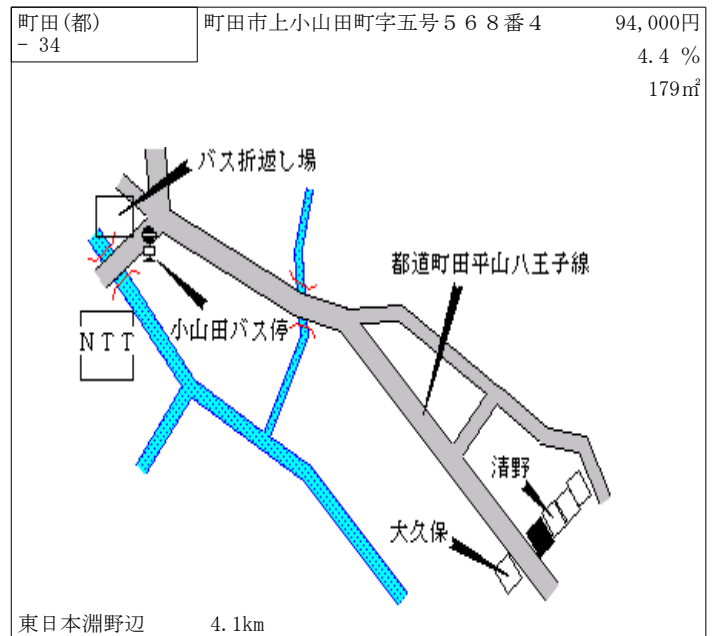 町田(都) 町田市上小山田町字五号５６８番４ 94,000円
- 34
4.4 %
179㎡
バス折返し場
都道町田平山八王子線
小山田バス停
ＮＴＴ
清野
大久保
東日本淵野辺 4.1km